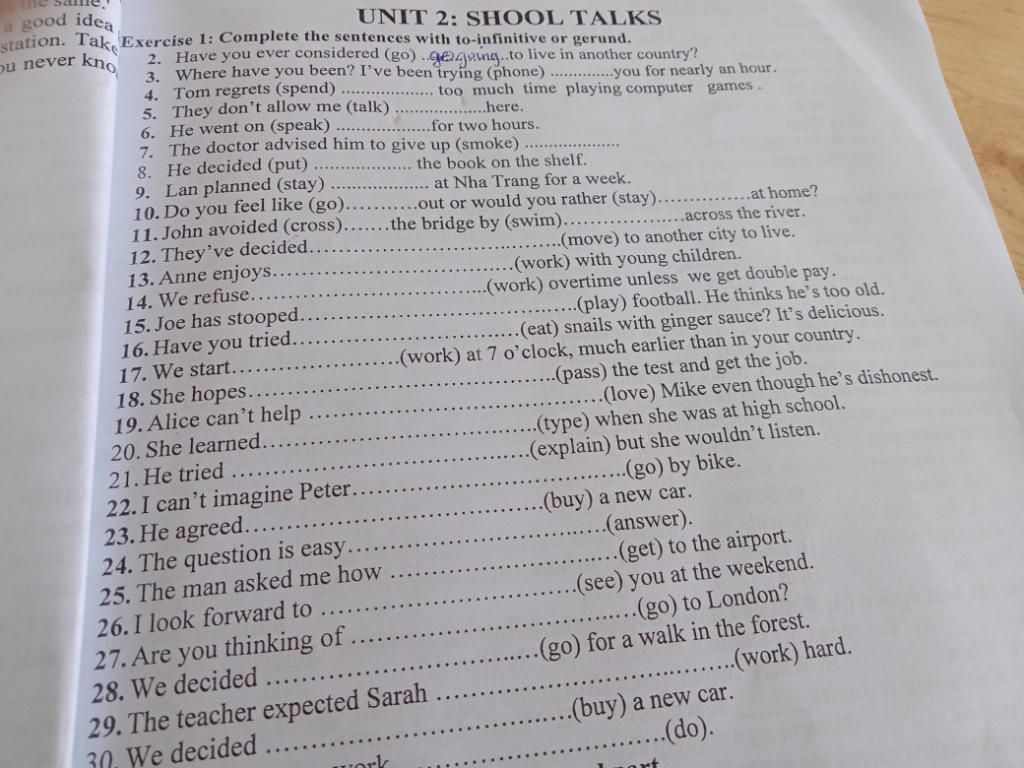 a good idea
station. Take
ou never kno
UNIT 2: SHOOL TALKS
Exercise 1: Complete the sentences with to-infinitive or gerund.
2. Have you ever considered (go) ..going..to live in another country?
3. Where have you been? I've been trying (phone) ..............you for nearly an hour.
4. Tom regrets (spend) .................... too much time playing computer games .
5. They don't allow me (talk) ...................here.
6. He went on (speak) ....................for two hours.
7. The doctor advised him to give up (smoke) ....................
8. He decided (put) .................... the book on the shelf.
9. Lan planned (stay) .................... at Nha Trang for a week.
10. Do you feel like (go)...........out or would you rather (stay)...................at home?
11. John avoided (cross).......the bridge by (swim).........................across the river.
12. They've decided........................................(move) to another city to live.
13. Anne enjoys........................................(work) with young children.
14. We refuse........................................(work) overtime unless we get double pay.
15. Joe has stooped........................................(play) football. He thinks he's too old.
16. Have you tried........................................(eat) snails with ginger sauce? It's delicious.
17. We start..............................(work) at 7 o'clock, much earlier than in your country.
18. She hopes........................................(pass) the test and get the job.
19. Alice can't help ........................................(love) Mike even though he's dishonest.
20. She learned........................................(type) when she was at high school.
21. He tried ........................................(explain) but she wouldn't listen.
22. I can't imagine Peter........................................(go) by bike.
23. He agreed........................................(buy) a new car.
24. The question is easy........................................(answer).
25. The man asked me how ........................................(get) to the airport.
26. I look forward to ........................................(see) you at the weekend.
27. Are you thinking of ........................................(go) to London?
28. We decided ........................................(go) for a walk in the forest.
29. The teacher expected Sarah ........................................(work) hard.
30. We decided ........................................(buy) a new car.
........................................(do).